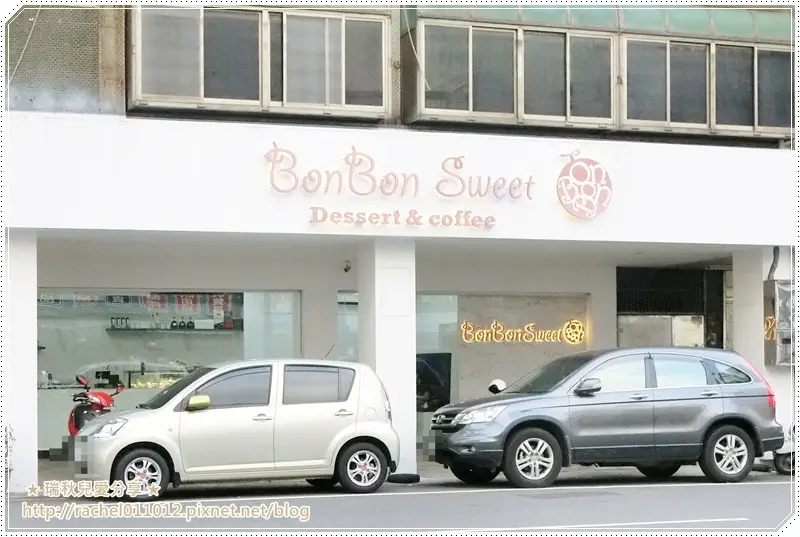 BonBon Sweet
Dessert & coffee
BonBonSweet
★ 瑞秋兒愛分享 ★
http://rachel011012.pixnet.net/blog